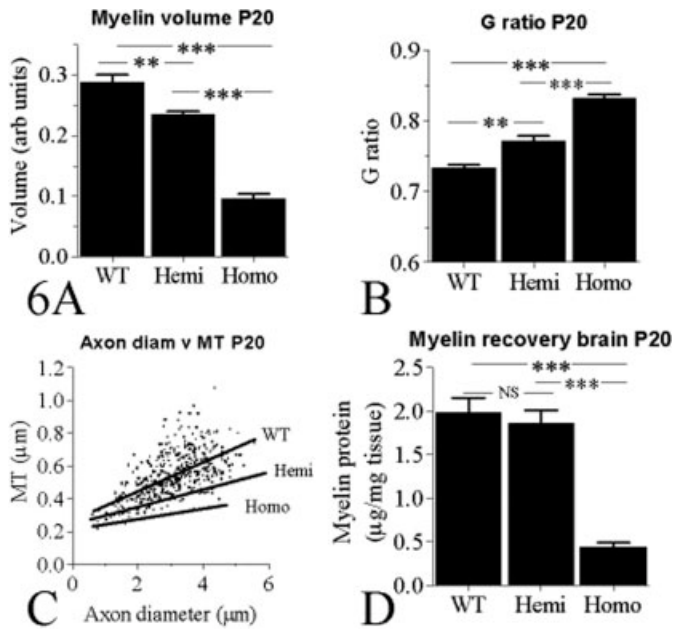 Myelin volume P20
***
**
***
0.3
0.2
0.1
0.0
Volume (arb units)
WT Hemi Homo
6A
G ratio P20
***
***
**
0.9
0.8
0.7
0.6
G ratio
WT Hemi Homo
B
Axon diam v MT P20
1.2
1.0
0.8
0.6
0.4
0.2
0.0
MT (μm)
WT
Hemi
Homo
0 2 4 6
Axon diameter (μm)
C
Myelin recovery brain P20
***
NS ***
2.5
2.0
1.5
1.0
0.5
0.0
Myelin protein
(μg/mg tissue)
WT Hemi Homo
D